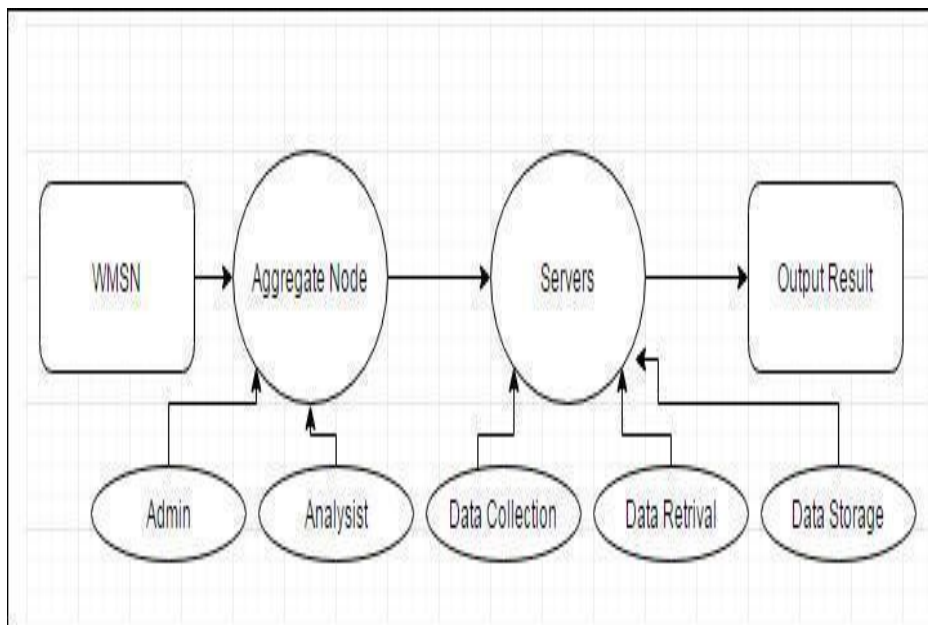 WMSN
Aggregate Node
Servers
Output Result
Admin
Analysist
Data Collection
Data Retrival
Data Storage